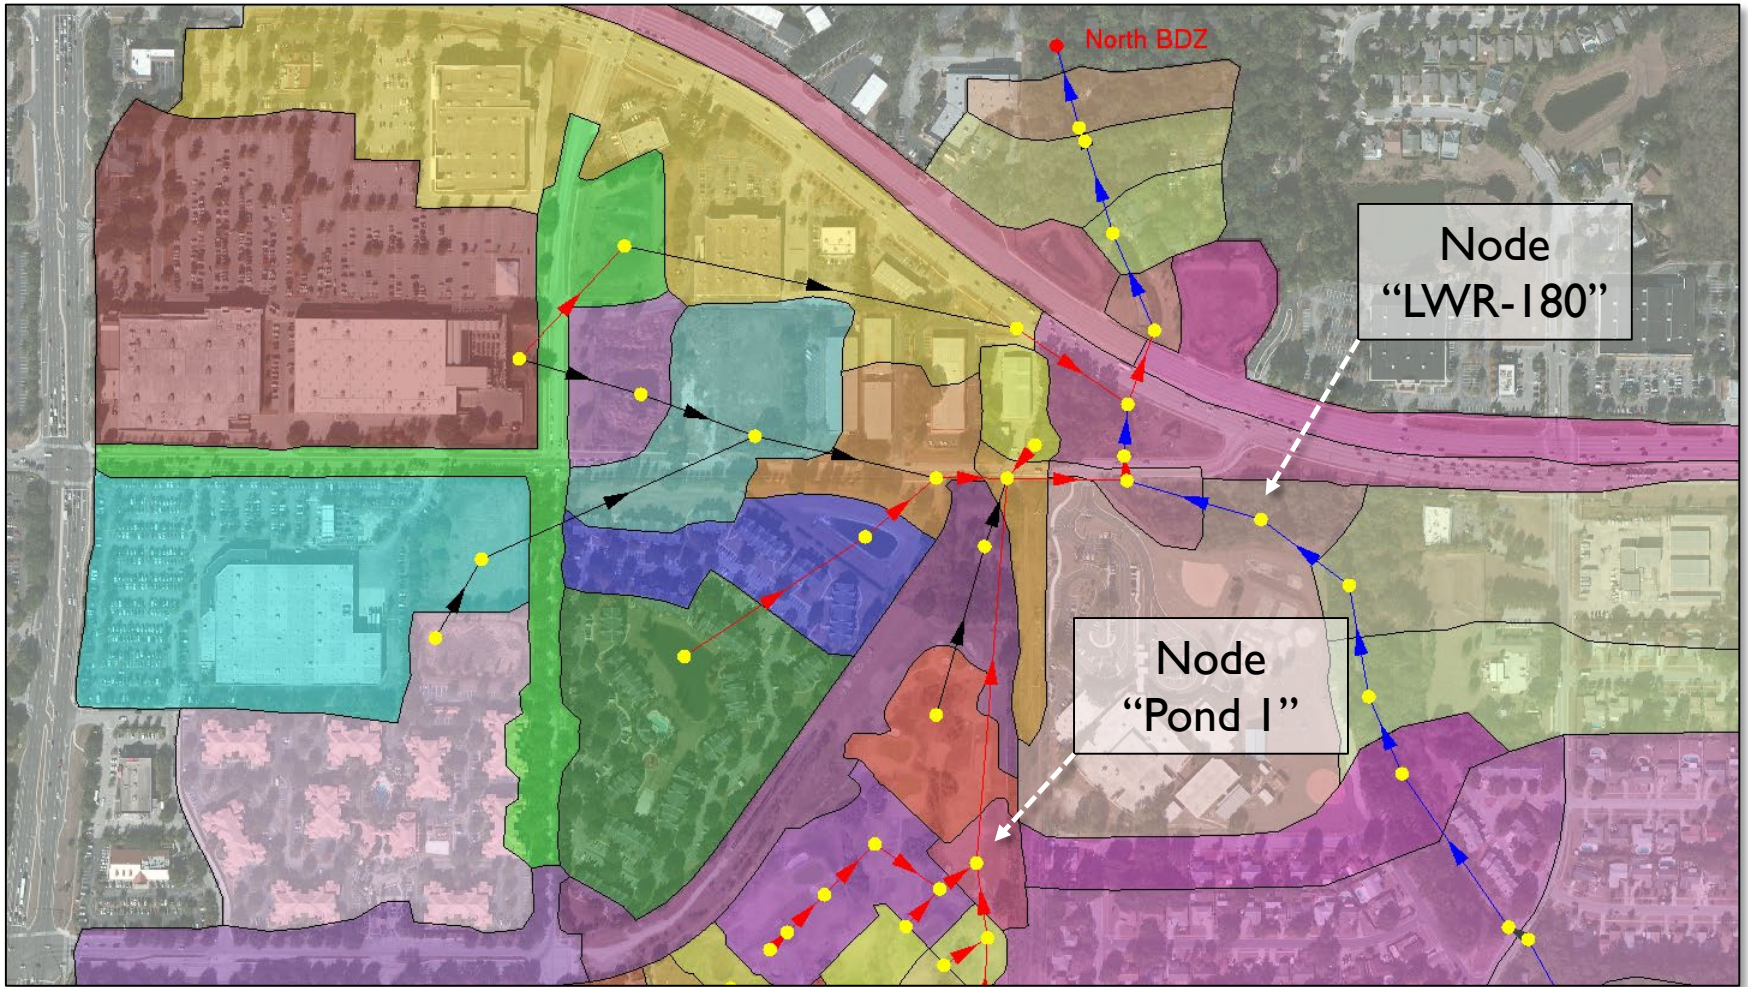 North BDZ
Node
“LWR-180”
Node
“Pond 1”